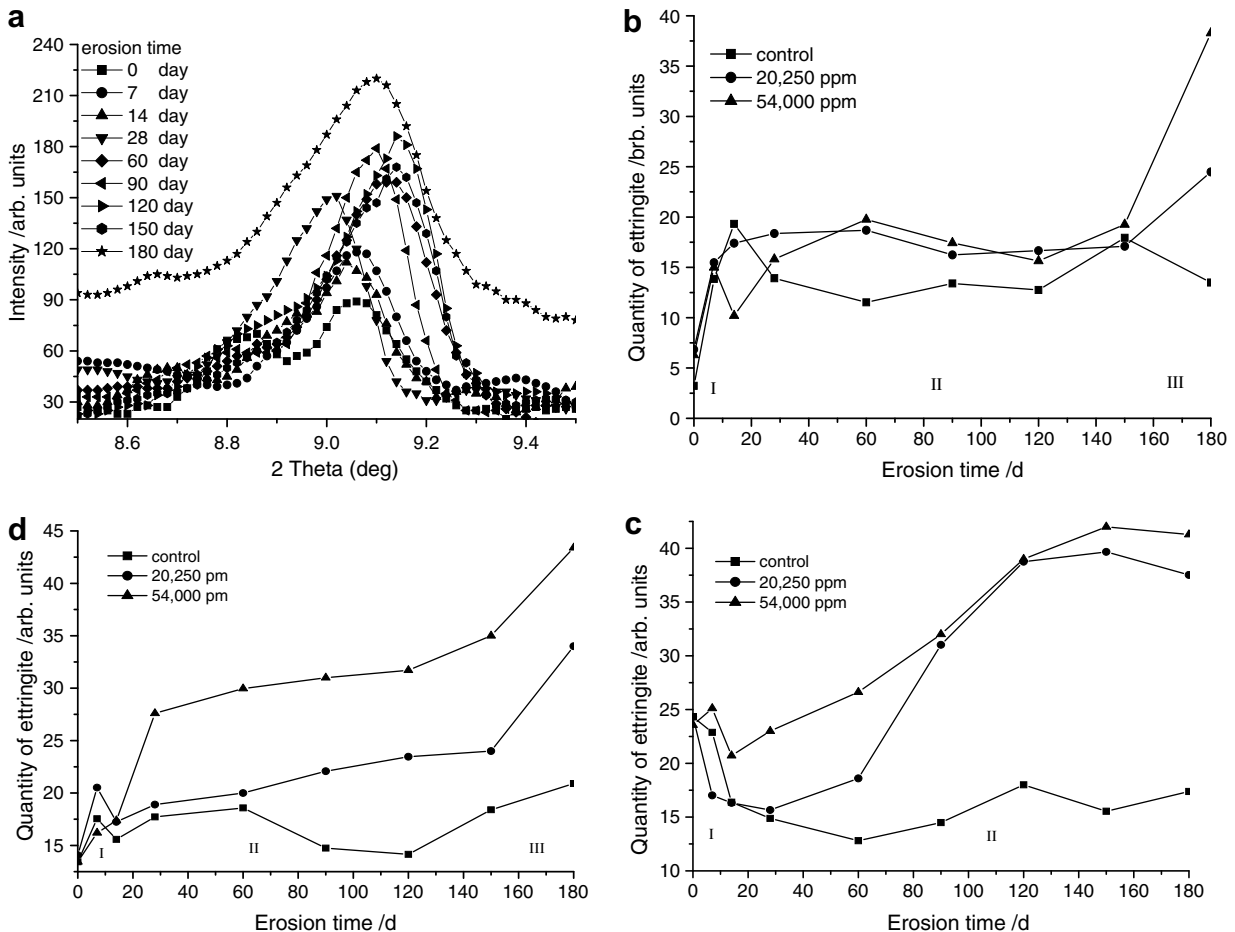 a
erosion time
0 day
7 day
14 day
28 day
60 day
90 day
120 day
150 day
180 day
240
210
180
150
120
90
60
30
Intensity /arb. units
8.6 8.8 9.0 9.2 9.4
2 Theta (deg)
b
control
20,250 ppm
54,000 ppm
40
35
30
25
20
15
10
5
0
Quantity of ettringite /brb. units
I II III
0 20 40 60 80 100 120 140 160 180
Erosion time /d
d
control
20,250 pm
54,000 pm
45
40
35
30
25
20
15
Quantity of ettringite /arb. units
I II III
0 20 40 60 80 100 120 140 160 180
Erosion time /d
c
control
20,250 ppm
54,000 ppm
40
35
30
25
20
15
10
Quantity of ettringite /arb. units
I II
0 20 40 60 80 100 120 140 160 180
Erosion time /d